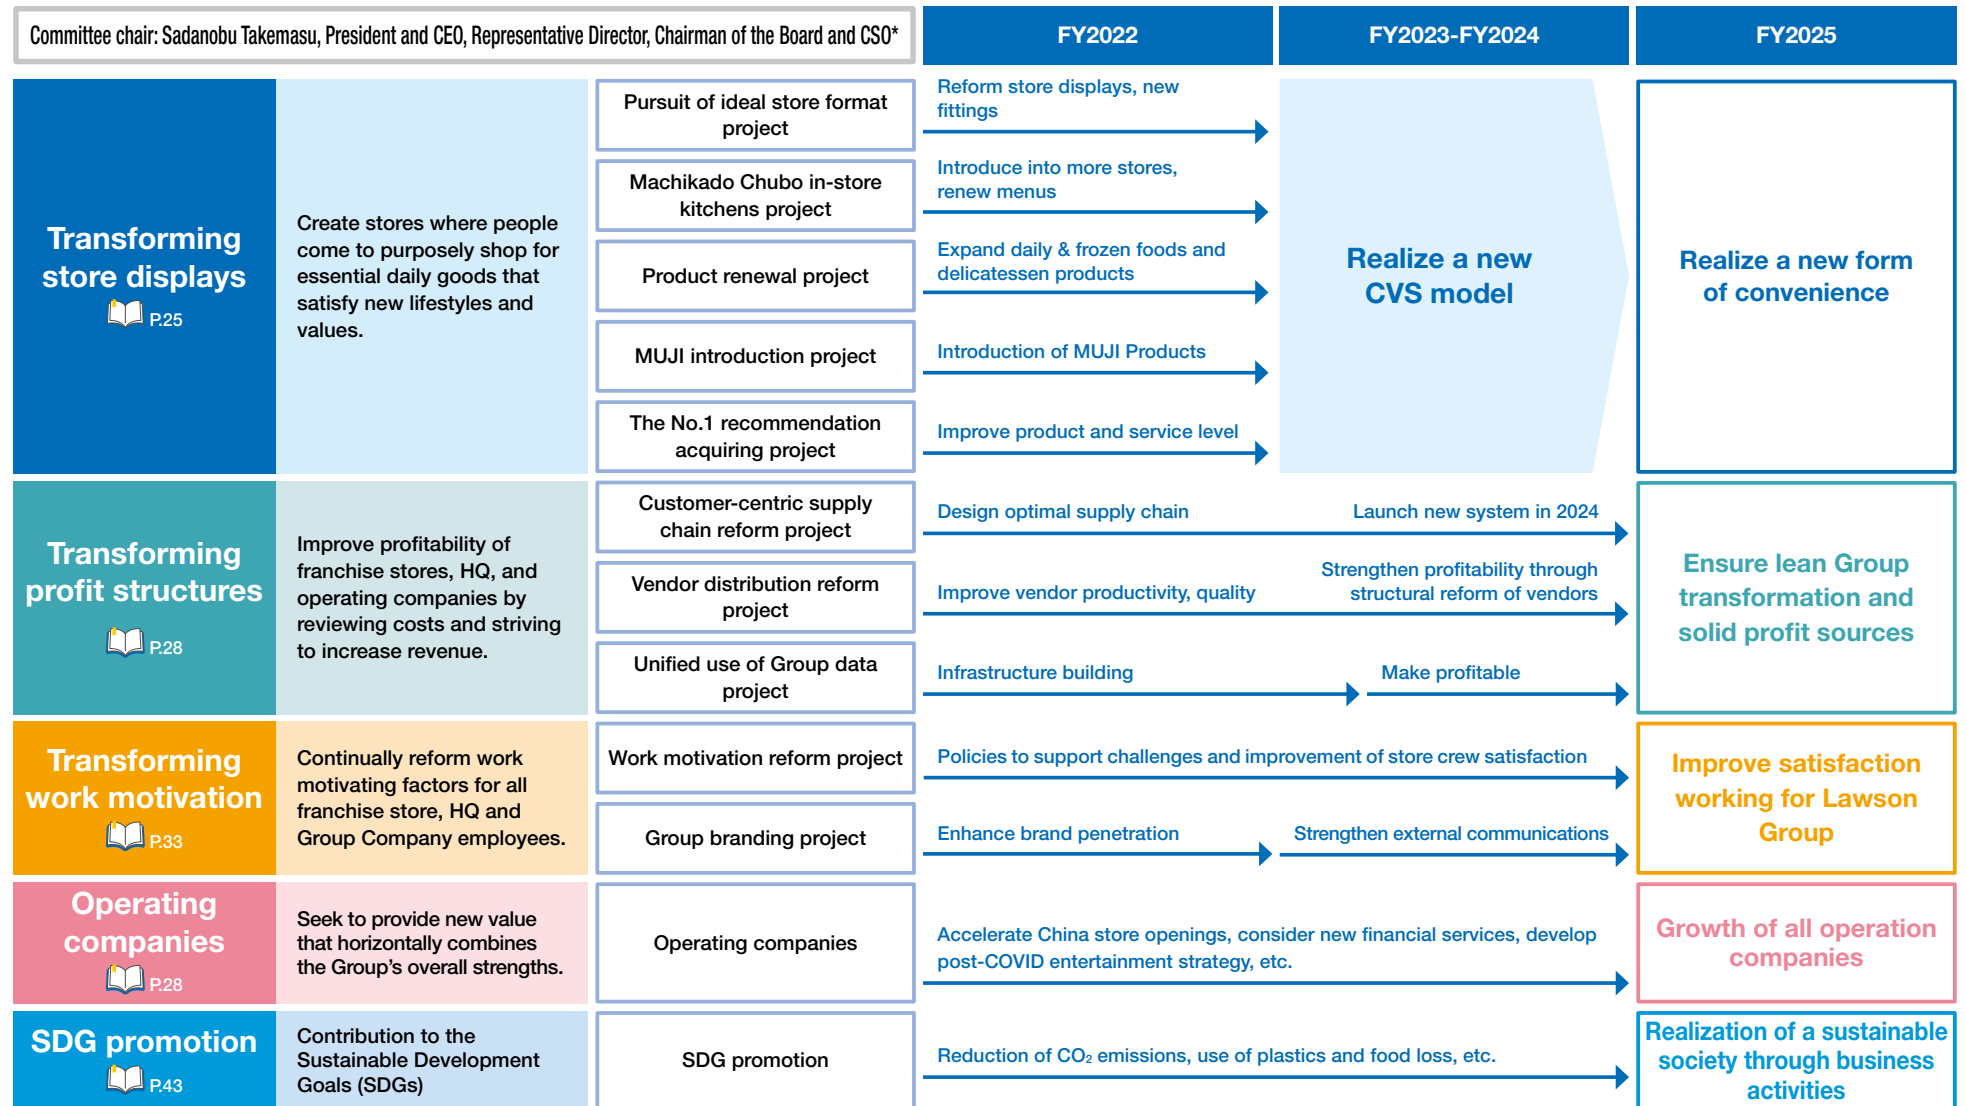 Committee chair: Sadanobu Takemasu, President and CEO, Representative Director, Chairman of the Board and CSO*
FY2022
FY2023-FY2024
FY2025
Transforming
store displays
P.25
Create stores where people
come to purposely shop for
essential daily goods that
satisfy new lifestyles and
values.
Pursuit of ideal store format
project
Reform store displays, new
fittings
Machikado Chubo in-store
kitchens project
Introduce into more stores,
renew menus
Product renewal project
Expand daily & frozen foods and
delicatessen products
MUJI introduction project
Introduction of MUJI Products
The No.1 recommendation
acquiring project
Improve product and service level
Realize a new
CVS model
Realize a new form
of convenience
Transforming
profit structures
P.28
Improve profitability of
franchise stores, HQ, and
operating companies by
reviewing costs and striving
to increase revenue.
Customer-centric supply
chain reform project
Design optimal supply chain
Launch new system in 2024
Vendor distribution reform
project
Improve vendor productivity, quality
Strengthen profitability through
structural reform of vendors
Unified use of Group data
project
Infrastructure building
Make profitable
Ensure lean Group
transformation and
solid profit sources
Transforming
work motivation
P.33
Continually reform work
motivating factors for all
franchise store, HQ and
Group Company employees.
Work motivation reform project
Policies to support challenges and improvement of store crew satisfaction
Group branding project
Enhance brand penetration
Strengthen external communications
Improve satisfaction
working for Lawson
Group
Operating
companies
P.28
Seek to provide new value
that horizontally combines
the Group's overall strengths.
Operating companies
Accelerate China store openings, consider new financial services, develop
post-COVID entertainment strategy, etc.
Growth of all operation
companies
SDG promotion
P.43
Contribution to the
Sustainable Development
Goals (SDGs)
SDG promotion
Reduction of CO₂ emissions, use of plastics and food loss, etc.
Realization of a sustainable
society through business
activities